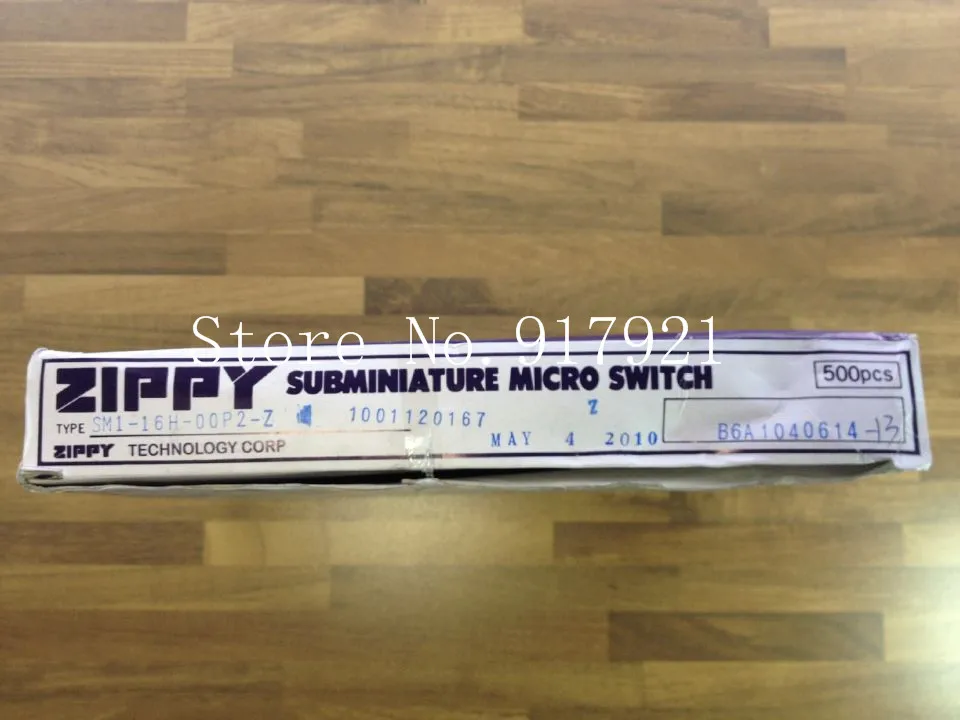 Store No. 917921
ZIPPY SUBMINIATURE MICRO SWITCH 500pcs
TYPE SM1-16H-00P2-Z 1001120167 Z
MAY 4 2010 B6A1040614-13
ZIPPY TECHNOLOGY CORP